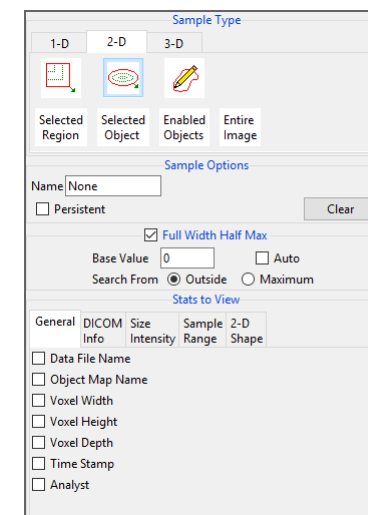 Sample Type
1-D 2-D 3-D
Selected Region Selected Object Enabled Objects Entire Image
Sample Options
Name None
Persistent Clear
Full Width Half Max
Base Value 0 Auto
Search From Outside Maximum
Stats to View
General DICOM Info Size Intensity Sample Range 2-D Shape
Data File Name
Object Map Name
Voxel Width
Voxel Height
Voxel Depth
Time Stamp
Analyst